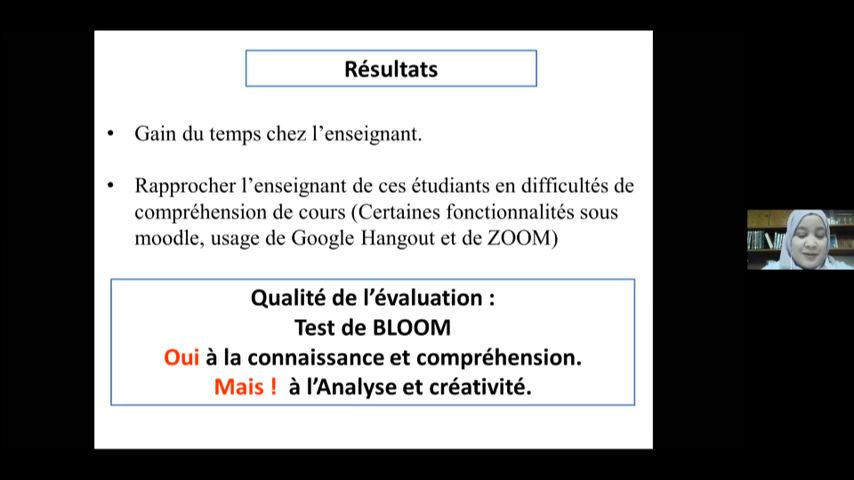 Résultats
• Gain du temps chez l’enseignant.
• Rapprocher l’enseignant de ces étudiants en difficultés de
compréhension de cours (Certaines fonctionnalités sous
moodle, usage de Google Hangout et de ZOOM)
Qualité de l’évaluation :
Test de BLOOM
Oui à la connaissance et compréhension.
Mais ! à l’Analyse et créativité.